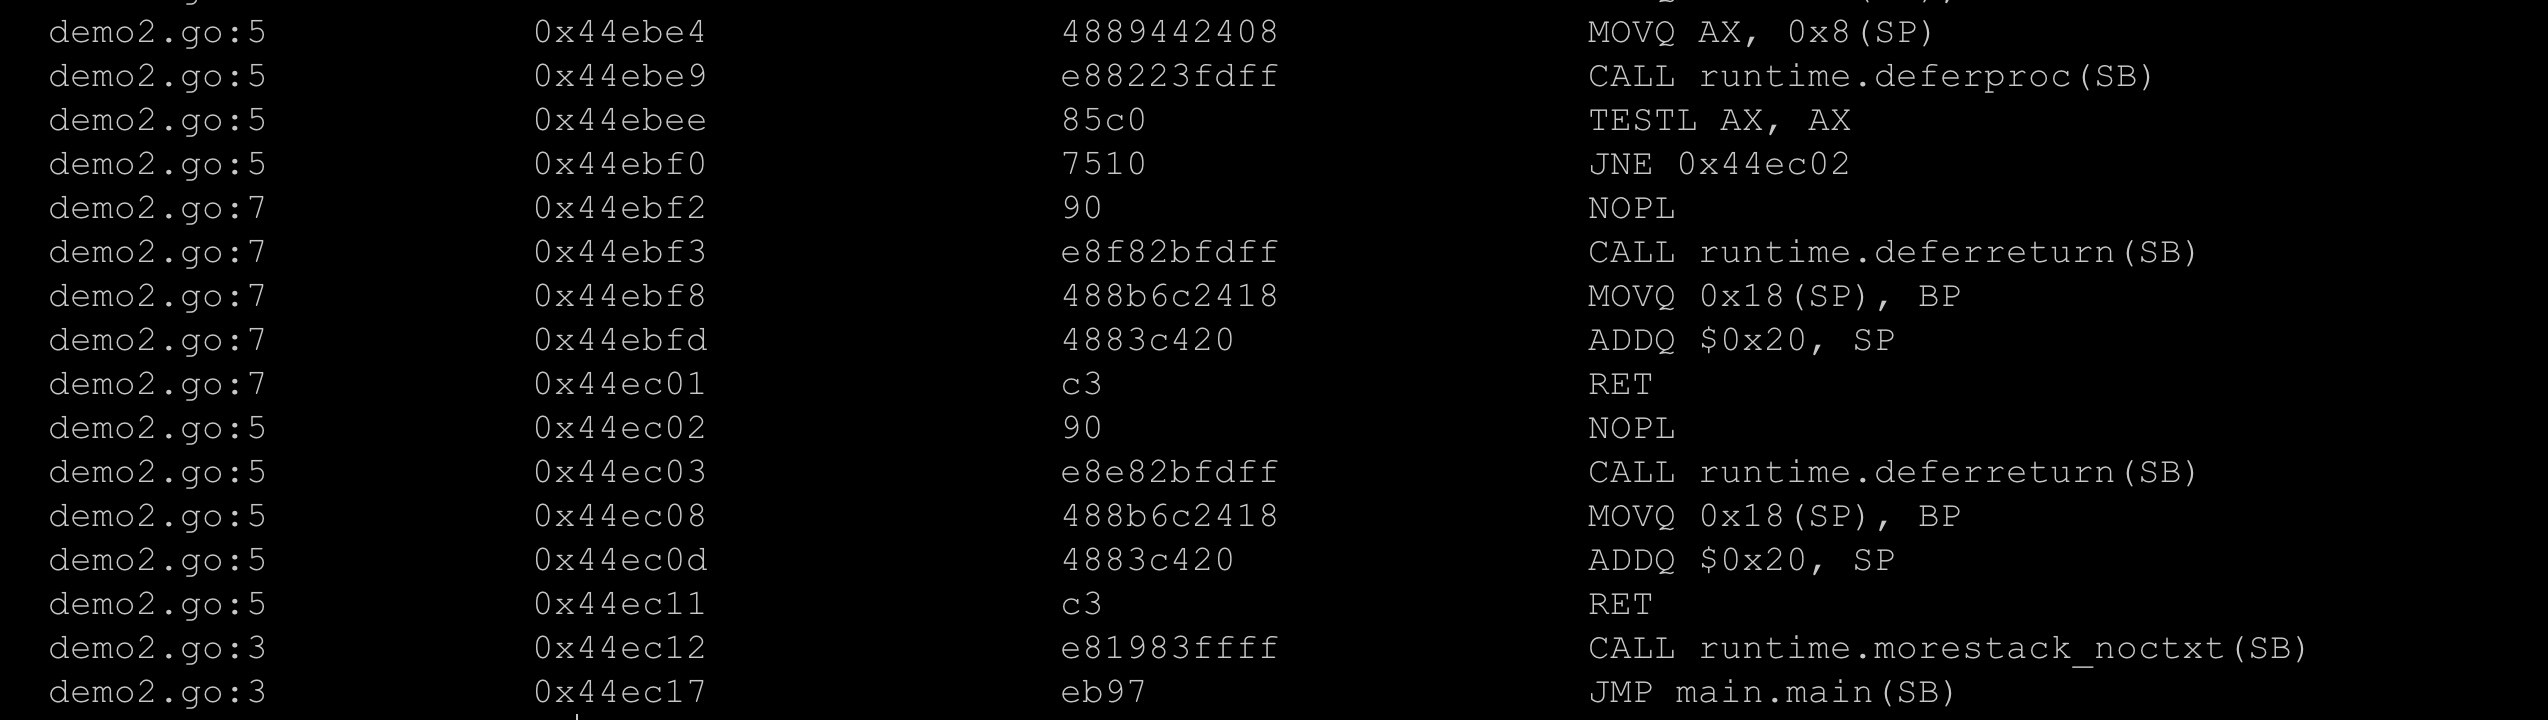 demo2.go:5 0x44ebe4 4889442408 MOVQ AX, 0x8(SP)
demo2.go:5 0x44ebe9 e88223fdff CALL runtime.deferproc(SB)
demo2.go:5 0x44ebee 85c0 TESTL AX, AX
demo2.go:5 0x44ebf0 7510 JNE 0x44ec02
demo2.go:7 0x44ebf2 90 NOPL
demo2.go:7 0x44ebf3 e8f82bfdff CALL runtime.deferreturn(SB)
demo2.go:7 0x44ebf8 488b6c2418 MOVQ 0x18(SP), BP
demo2.go:7 0x44ebfd 4883c420 ADDQ $0x20, SP
demo2.go:7 0x44ec01 c3 RET
demo2.go:5 0x44ec02 90 NOPL
demo2.go:5 0x44ec03 e8e82bfdff CALL runtime.deferreturn(SB)
demo2.go:5 0x44ec08 488b6c2418 MOVQ 0x18(SP), BP
demo2.go:5 0x44ec0d 4883c420 ADDQ $0x20, SP
demo2.go:5 0x44ec11 c3 RET
demo2.go:3 0x44ec12 e81983ffff CALL runtime.morestack_noctxt(SB)
demo2.go:3 0x44ec17 eb97 JMP main.main(SB)